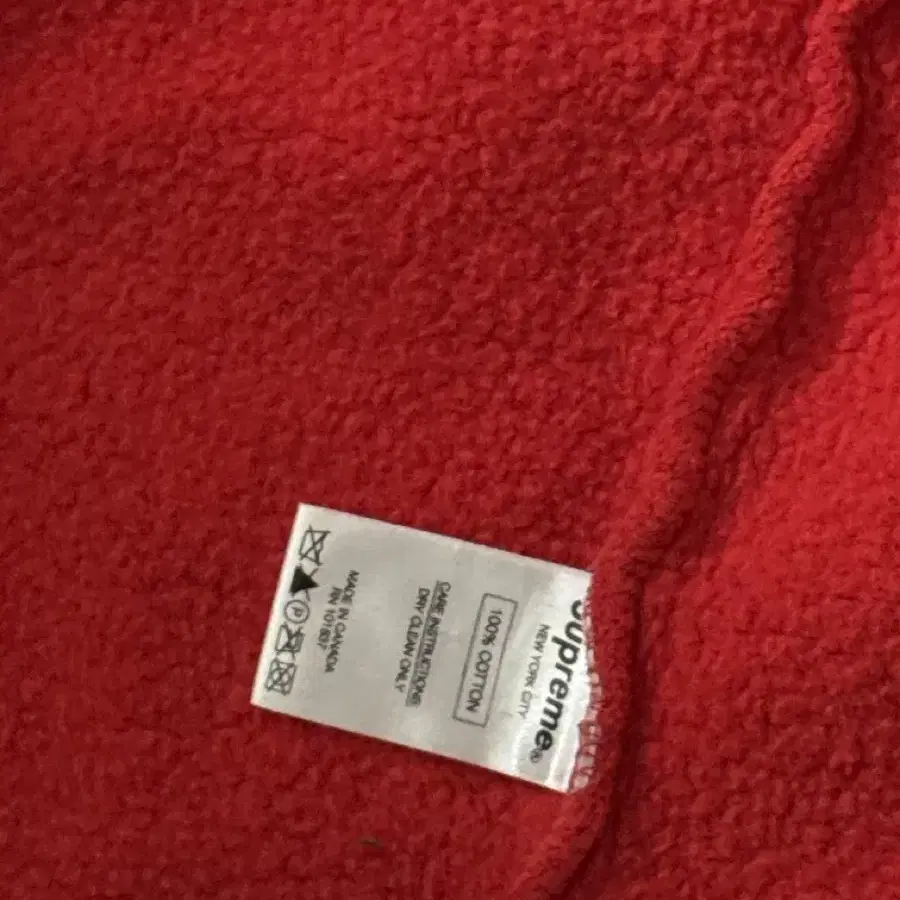 Supreme®
NEW YORK CITY
100% COTTON
CARE INSTRUCTIONS
DRY CLEAN ONLY
MADE IN CANADA
RN 101837
P